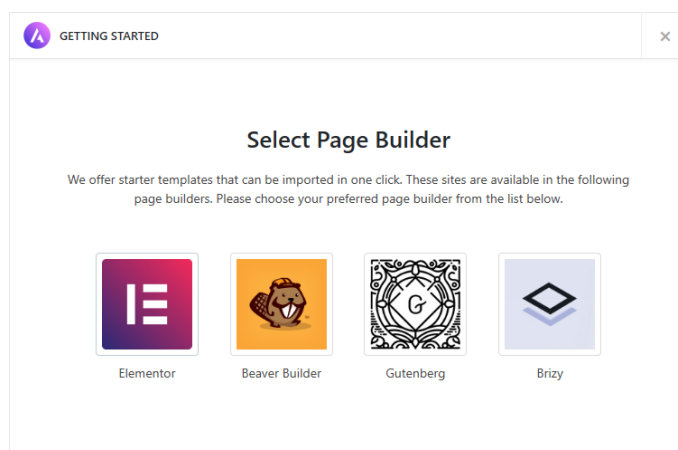 GETTING STARTED
Select Page Builder
We offer starter templates that can be imported in one click. These sites are available in the following
page builders. Please choose your preferred page builder from the list below.
G
Elementor
Beaver Builder
Gutenberg
Brizy